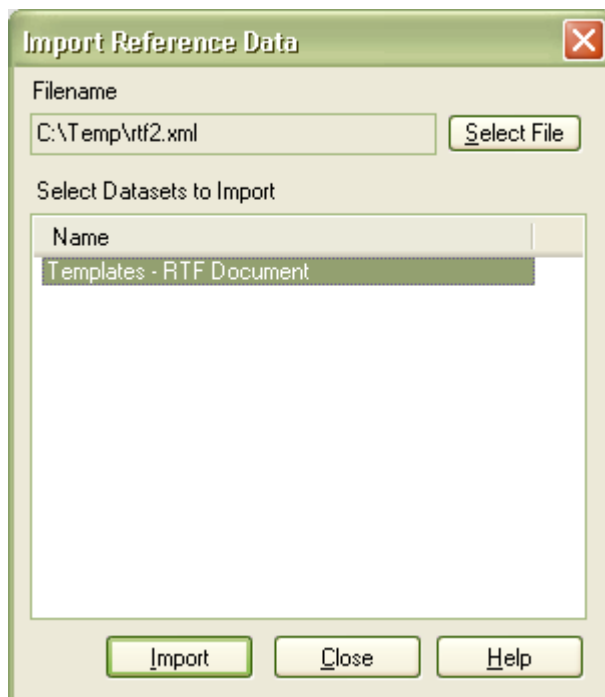 Import Reference Data
Filename
C:\Temp\rtf2.xml
Select File
Select Datasets to Import
Name
Templates - RTF Document
Import Close Help